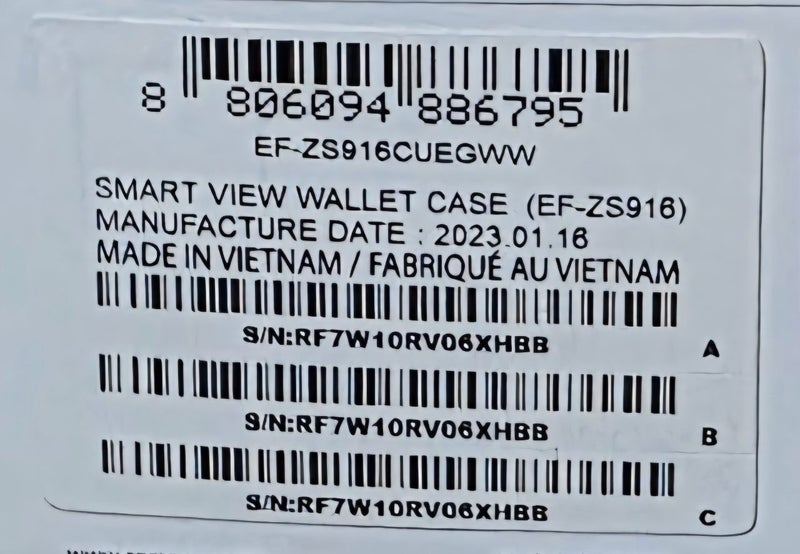 8 806094 886795
EF-ZS916CUEGWW
SMART VIEW WALLET CASE (EF-ZS916)
MANUFACTURE DATE : 2023.01.16
MADE IN VIETNAM / FABRIQUÉ AU VIETNAM
S/N:RF7W10RV06XHBB A
S/N:RF7W10RV06XHBB B
S/N:RF7W10RV06XHBB C